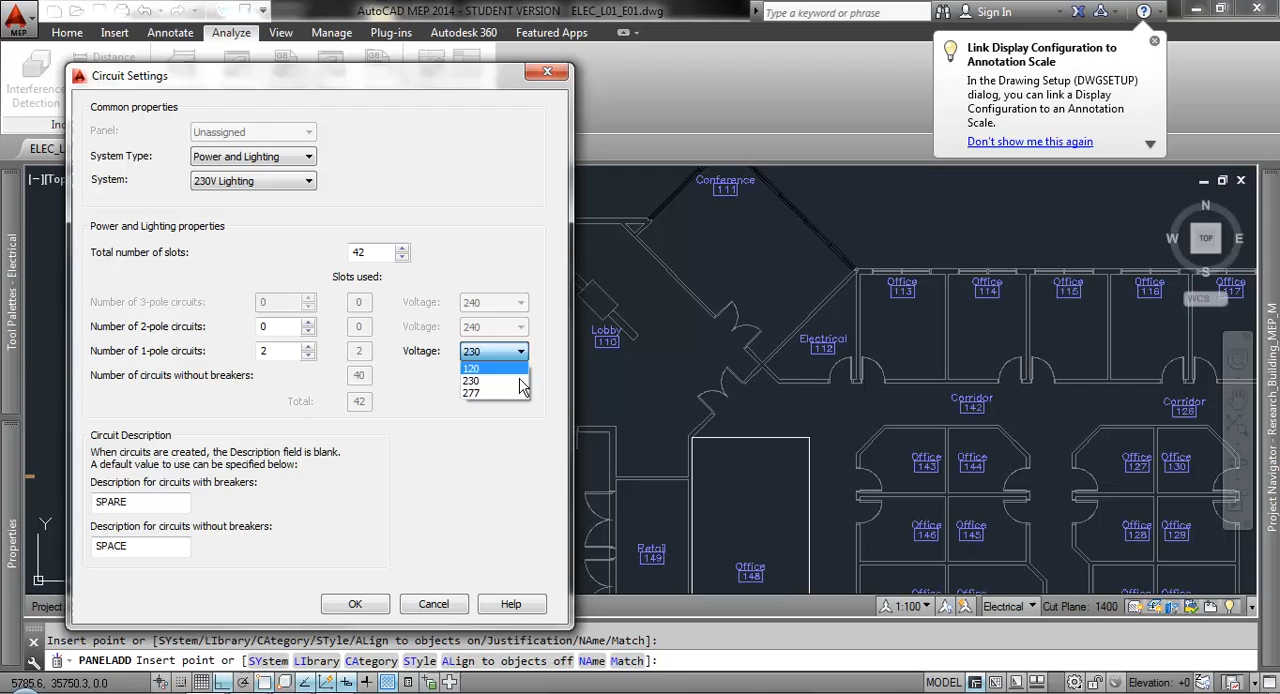 AutoCAD MEP 2014 - STUDENT VERSION ELEC_L01_E01.dwg
Type a keyword or phrase
Sign In
MEP
Home Insert Annotate Analyze View Manage Plug-ins Autodesk 360 Featured Apps
Distance
Interference
Detection
Circuit Settings
Link Display Configuration to
Annotation Scale
In the Drawing Setup (DWGSETUP)
dialog, you can link a Display
Configuration to an Annotation
Scale.
Don't show me this again
Common properties
Panel: Unassigned
System Type: Power and Lighting
System: 230V Lighting
Power and Lighting properties
Total number of slots: 42
Slots used:
Number of 3-pole circuits: 0 0 Voltage: 240
Number of 2-pole circuits: 0 0 Voltage: 240
Number of 1-pole circuits: 2 2 Voltage: 230
120
230
277
Number of circuits without breakers: 40
Total: 42
Circuit Description
When circuits are created, the Description field is blank.
A default value to use can be specified below:
Description for circuits with breakers:
SPARE
Description for circuits without breakers:
SPACE
OK Cancel Help
[−][Top
Tool Palettes - Electrical
Properties
Y
Conference
111
Lobby
110
Electrical
112
Office
113
Office
114
Office
115
Office
116
Office
117
Corridor
142
Corridor
126
Office
143
Office
144
Office
127
Office
130
Office
146
Office
145
Office
128
Office
129
Retail
149
Office
148
N
W TOP E
S
WCS
Project Navigator - Research_Building_MEP_M
1:100 Electrical Cut Plane: 1400
Insert point or [SYstem/LIbrary/CAtegory/STyle/ALign to objects on/Justification/NAme/Match]:
PANELADD Insert point or [SYstem LIbrary CAtegory STyle ALign to objects off NAme Match]:
5785.6, 35750.3, 0.0
MODEL
Elevation: +0